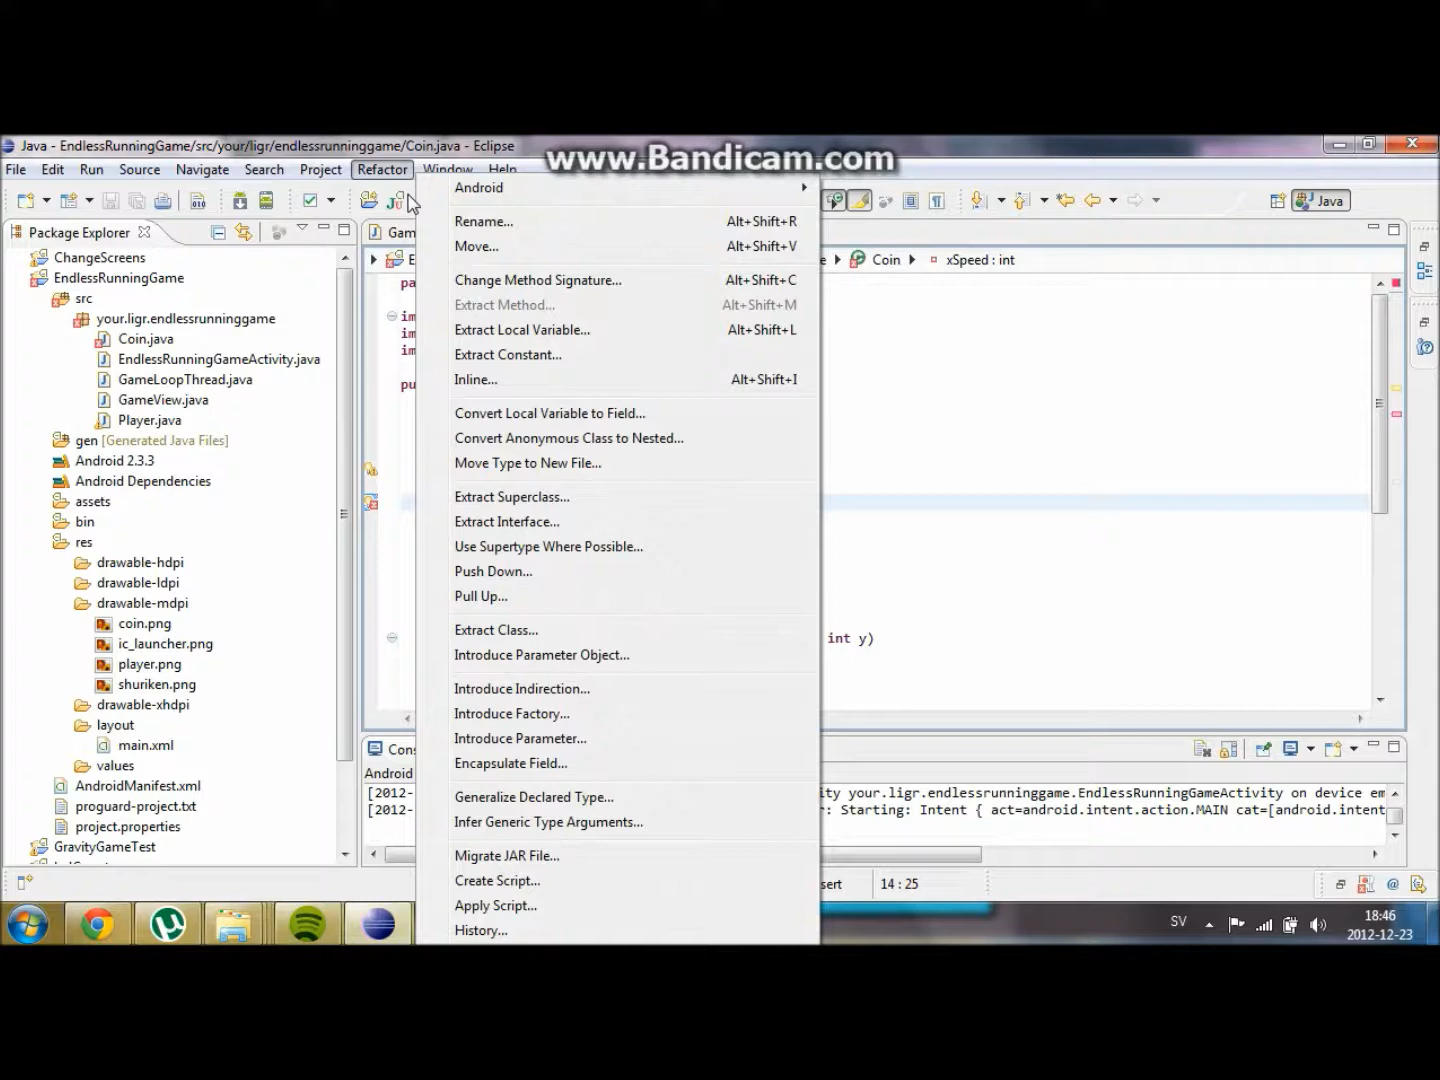 Java - EndlessRunningGame/src/your/ligr/endlessrunninggame/Coin.java - Eclipse
www.Bandicam.com
File Edit Run Source Navigate Search Project Refactor Window Help
Java
Package Explorer
ChangeScreens
EndlessRunningGame
src
your.ligr.endlessrunninggame
Coin.java
EndlessRunningGameActivity.java
GameLoopThread.java
GameView.java
Player.java
gen [Generated Java Files]
Android 2.3.3
Android Dependencies
assets
bin
res
drawable-hdpi
drawable-ldpi
drawable-mdpi
coin.png
ic_launcher.png
player.png
shuriken.png
drawable-xhdpi
layout
main.xml
values
AndroidManifest.xml
proguard-project.txt
project.properties
GravityGameTest
Gam
E
pa
im
im
im
pu
Android
Rename... Alt+Shift+R
Move... Alt+Shift+V
Change Method Signature... Alt+Shift+C
Extract Method... Alt+Shift+M
Extract Local Variable... Alt+Shift+L
Extract Constant...
Inline... Alt+Shift+I
Convert Local Variable to Field...
Convert Anonymous Class to Nested...
Move Type to New File...
Extract Superclass...
Extract Interface...
Use Supertype Where Possible...
Push Down...
Pull Up...
Extract Class...
Introduce Parameter Object...
Introduce Indirection...
Introduce Factory...
Introduce Parameter...
Encapsulate Field...
Generalize Declared Type...
Infer Generic Type Arguments...
Migrate JAR File...
Create Script...
Apply Script...
History...
e Coin xSpeed : int
int y)
Cons
Android
[2012- ity your.ligr.endlessrunninggame.EndlessRunningGameActivity on device em
[2012- r: Starting: Intent { act=android.intent.action.MAIN cat=[android.intent
sert 14 : 25
SV
18:46
2012-12-23